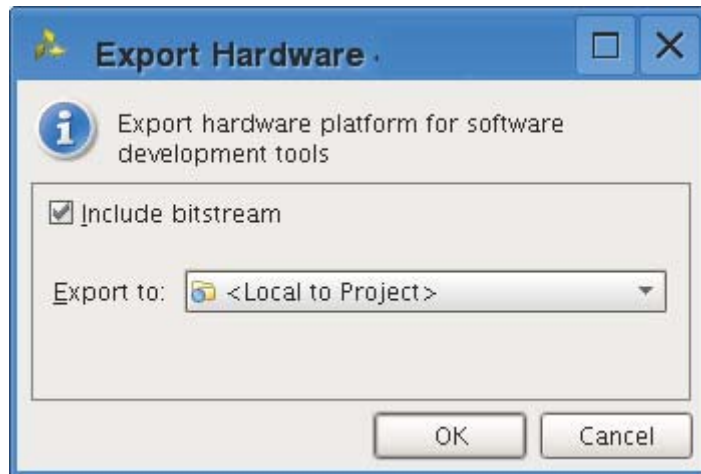 Export Hardware
Export hardware platform for software
development tools
Include bitstream
Export to: <Local to Project>
OK Cancel